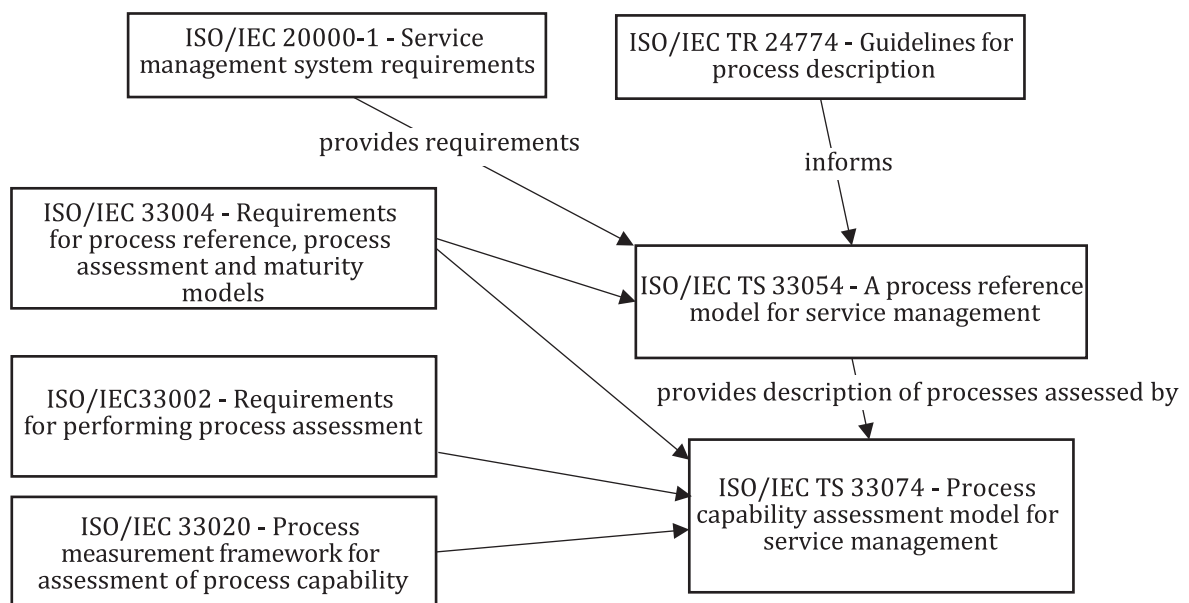 ISO/IEC 20000-1 - Service
management system requirements
ISO/IEC TR 24774 - Guidelines for
process description
provides requirements
informs
ISO/IEC 33004 - Requirements
for process reference, process
assessment and maturity
models
ISO/IEC TS 33054 - A process reference
model for service management
provides description of processes assessed by
ISO/IEC33002 - Requirements
for performing process assessment
ISO/IEC TS 33074 - Process
capability assessment model for
service management
ISO/IEC 33020 - Process
measurement framework for
assessment of process capability